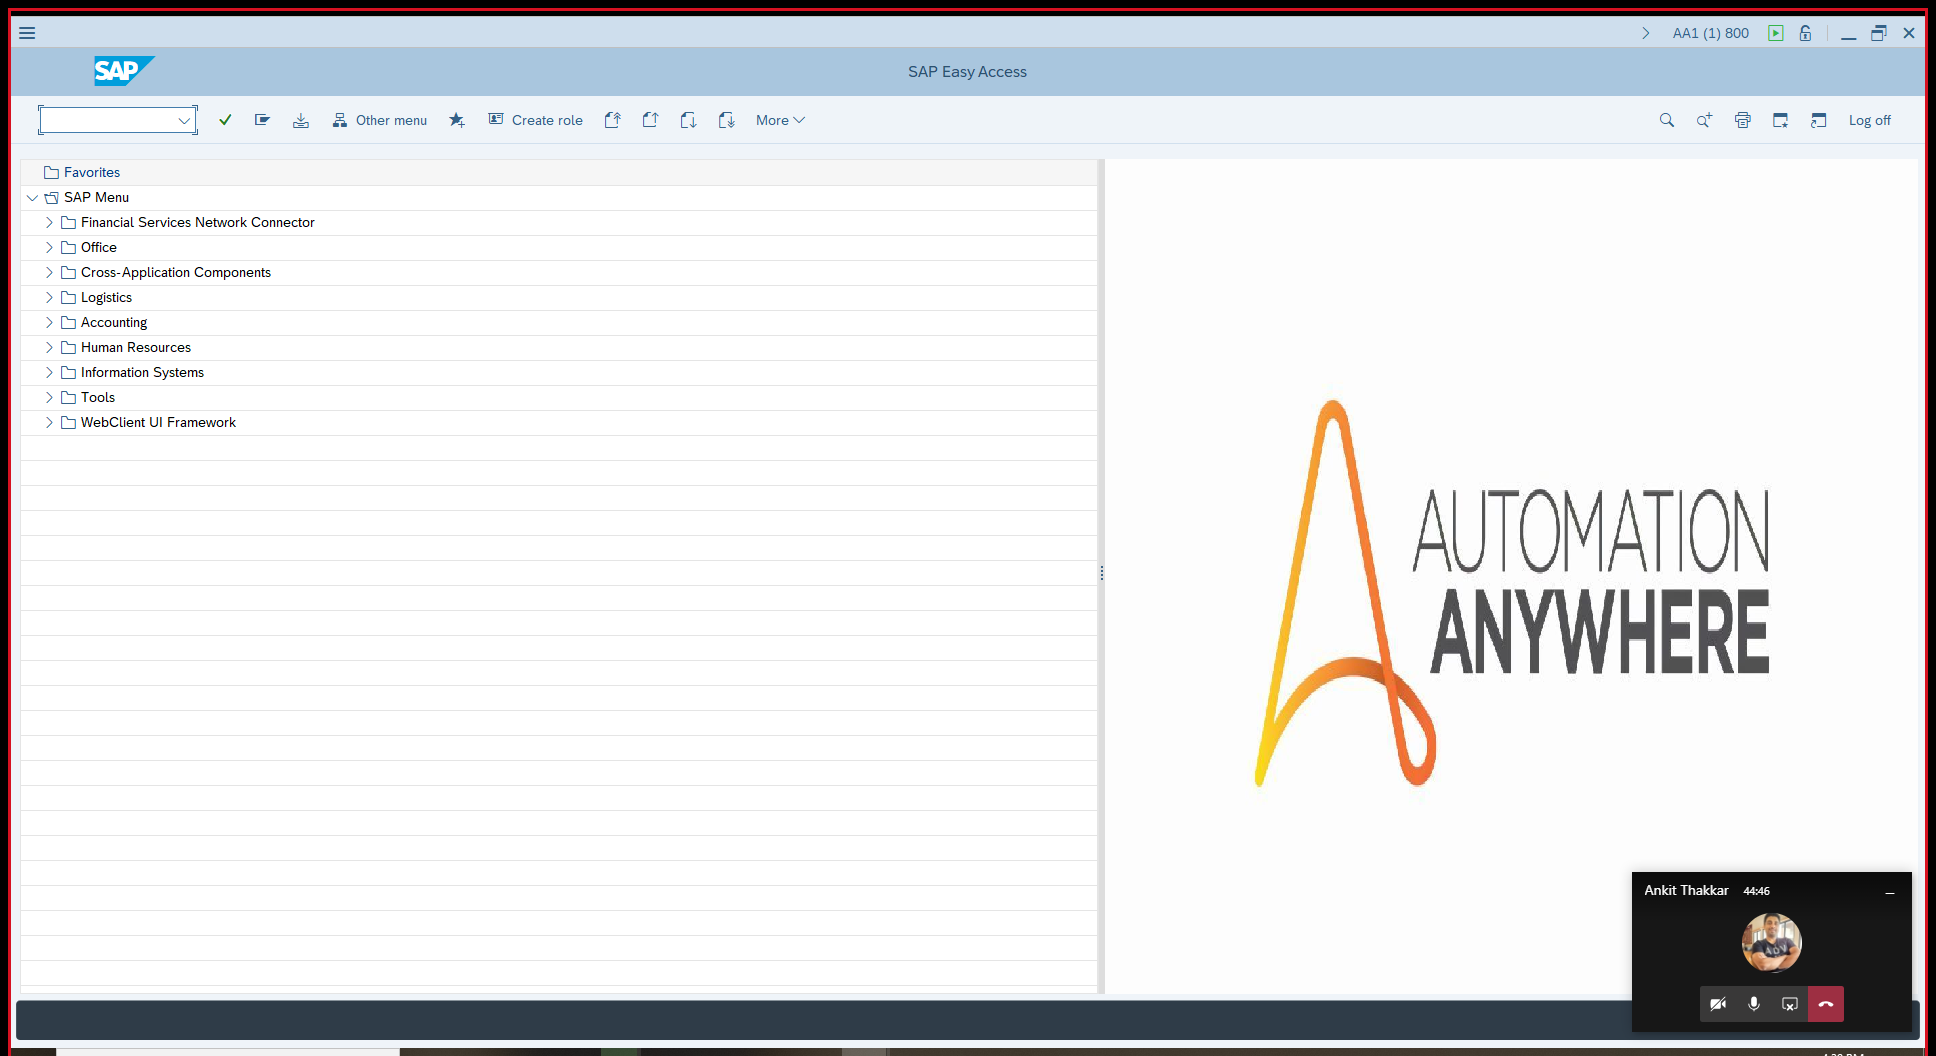 AA1 (1) 800
SAP
SAP Easy Access
Other menu
Create role
More
Log off
Favorites
SAP Menu
Financial Services Network Connector
Office
Cross-Application Components
Logistics
Accounting
Human Resources
Information Systems
Tools
WebClient UI Framework
AUTOMATION
ANYWHERE
Ankit Thakkar 44:46